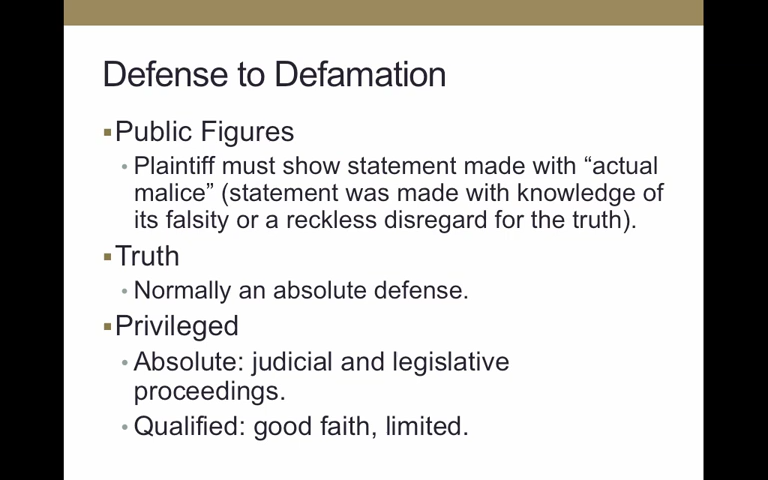 Defense to Defamation
▪Public Figures
• Plaintiff must show statement made with “actual
malice” (statement was made with knowledge of
its falsity or a reckless disregard for the truth).
▪Truth
• Normally an absolute defense.
▪Privileged
• Absolute: judicial and legislative
proceedings.
• Qualified: good faith, limited.